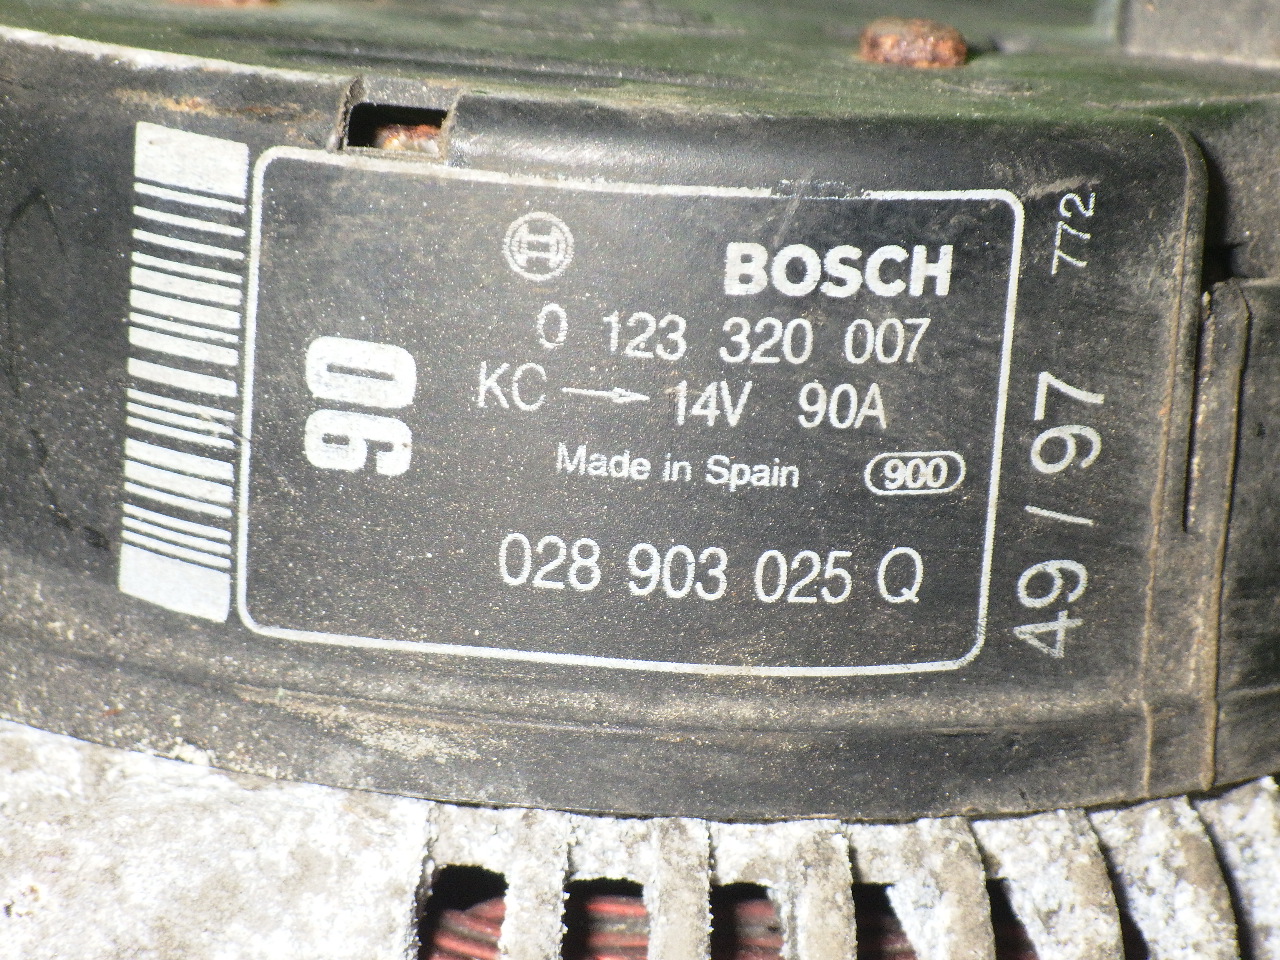 BOSCH
0 123 320 007
KC → 14V 90A
Made in Spain 900
028 903 025 Q
90
49 / 97
772